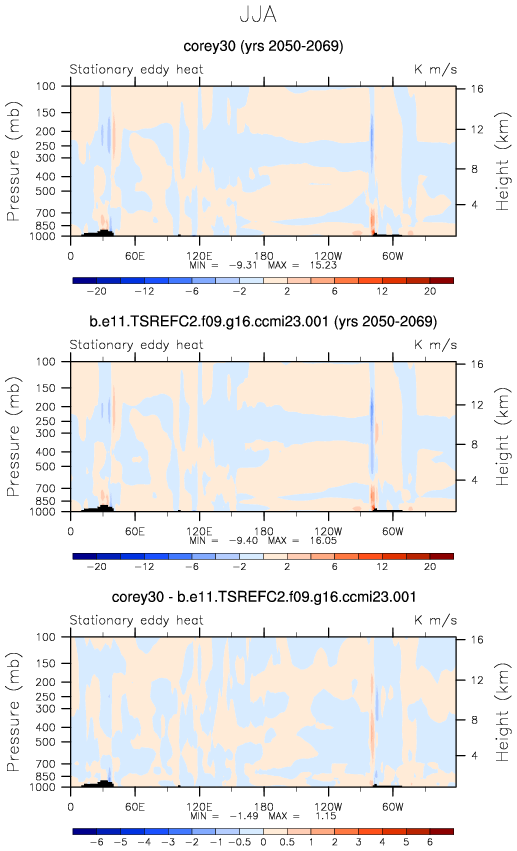 JJA
corey30 (yrs 2050-2069)
Stationary eddy heat K m/s
Pressure (mb)
100
150
200
250
300
400
500
700
850
1000
16
12
8
4
Height (km)
0 60E 120E 180 120W 60W
MIN = -9.31 MAX = 15.23
-20 -12 -6 -2 2 6 12 20
b.e11.TSREFC2.f09.g16.ccmi23.001 (yrs 2050-2069)
Stationary eddy heat K m/s
Pressure (mb)
100
150
200
250
300
400
500
700
850
1000
16
12
8
4
Height (km)
0 60E 120E 180 120W 60W
MIN = -9.40 MAX = 16.05
-20 -12 -6 -2 2 6 12 20
corey30 - b.e11.TSREFC2.f09.g16.ccmi23.001
Stationary eddy heat K m/s
Pressure (mb)
100
150
200
250
300
400
500
700
850
1000
16
12
8
4
Height (km)
0 60E 120E 180 120W 60W
MIN = -1.49 MAX = 1.15
-6 -5 -4 -3 -2 -1 -0.5 0 0.5 1 2 3 4 5 6